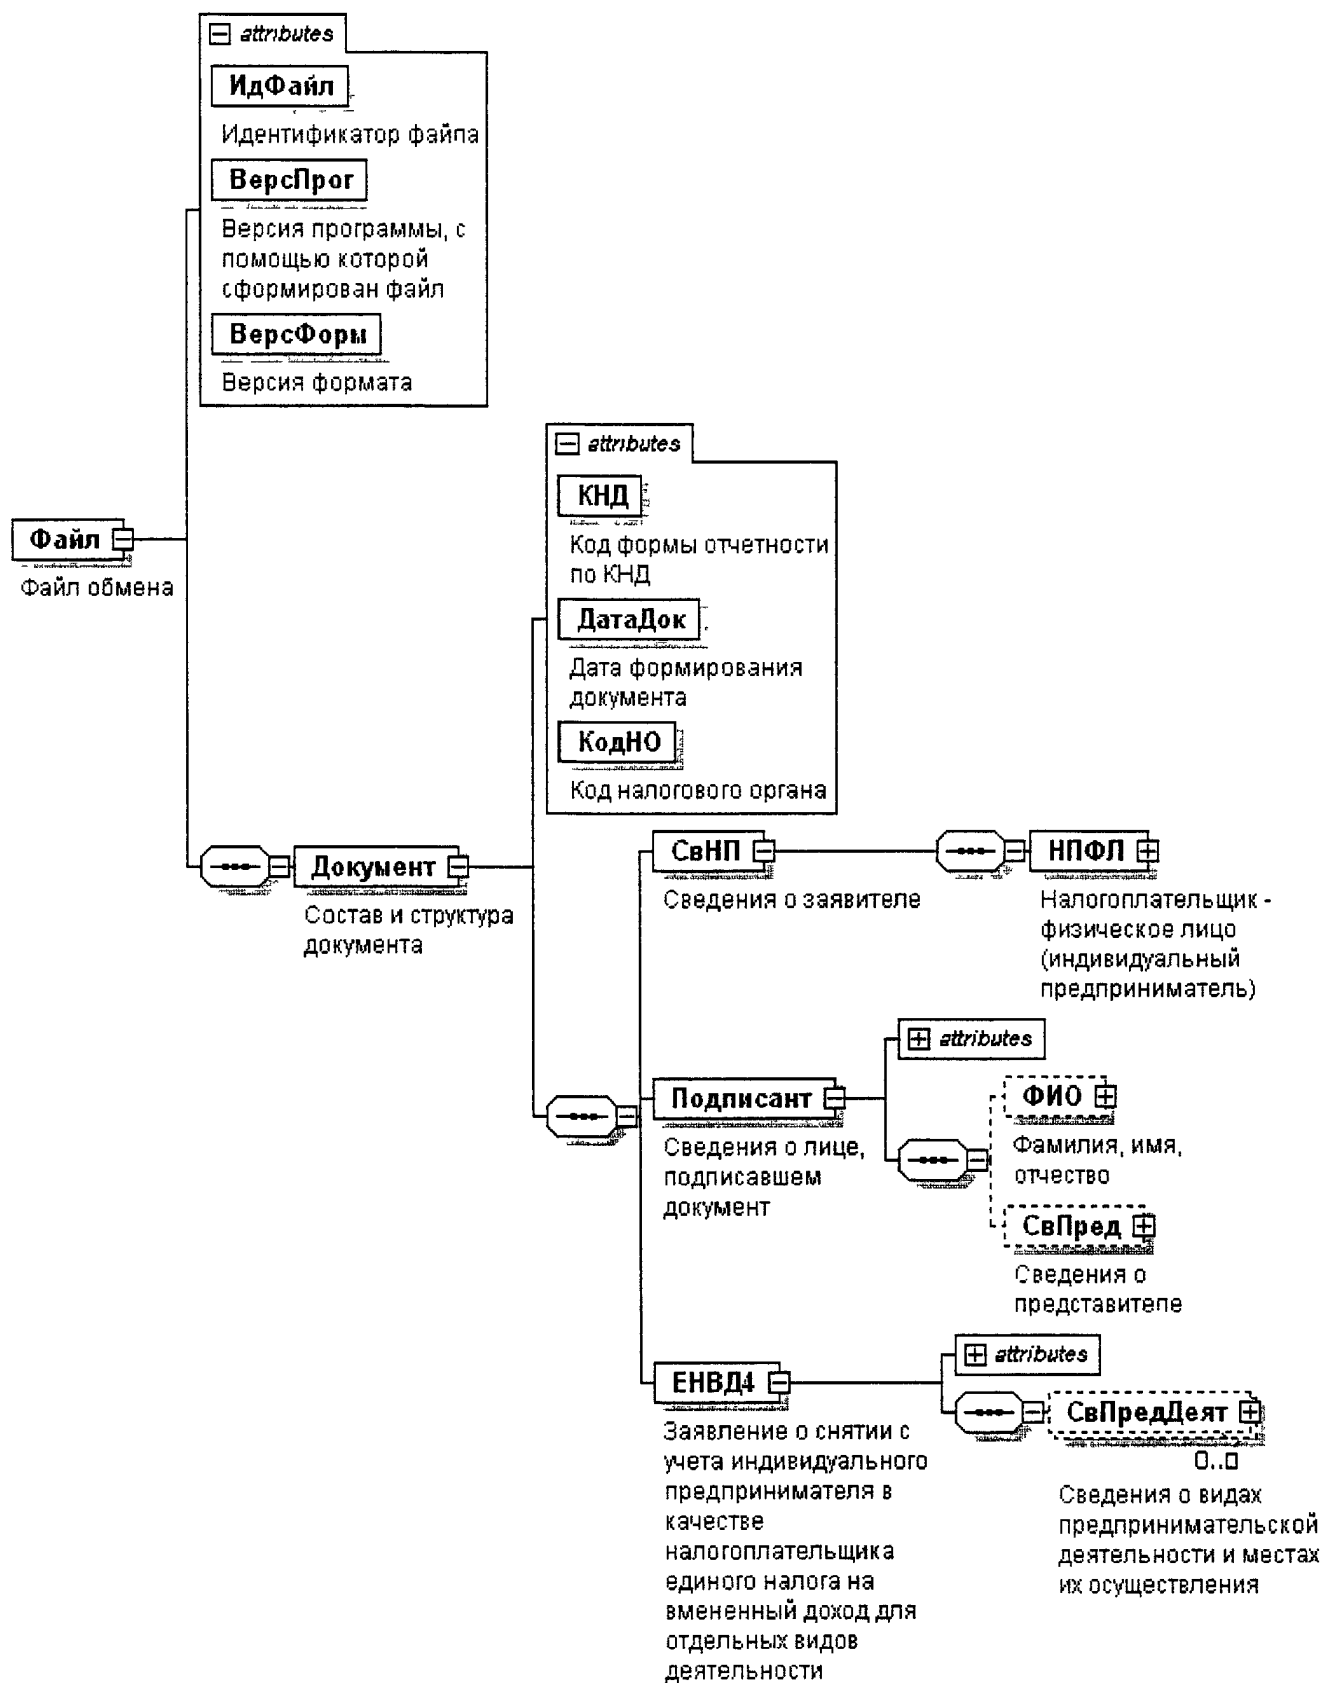 attributes
ИдФайл
Идентификатор файла
ВерсПрог
Версия программы, с
помощью которой
сформирован файл
ВерсФорм
Версия формата
attributes
КНД
Код формы отчетности
по КНД
ДатаДок
Дата формирования
документа
КодНО
Код налогового органа
Файл
Файл обмена
Документ
Состав и структура
документа
СвНП
Сведения о заявителе
НПФЛ
Налогоплательщик -
физическое лицо
(индивидуальный
предприниматель)
attributes
Подписант
Сведения о лице,
подписавшем
документ
ФИО
Фамилия, имя,
отчество
СвПред
Сведения о
представителе
attributes
ЕНВД4
Заявление о снятии с
учета индивидуального
предпринимателя в
качестве
налогоплательщика
единого налога на
вмененный доход для
отдельных видов
деятельности
СвПредДеят
0..□
Сведения о видах
предпринимательской
деятельности и местах
их осуществления